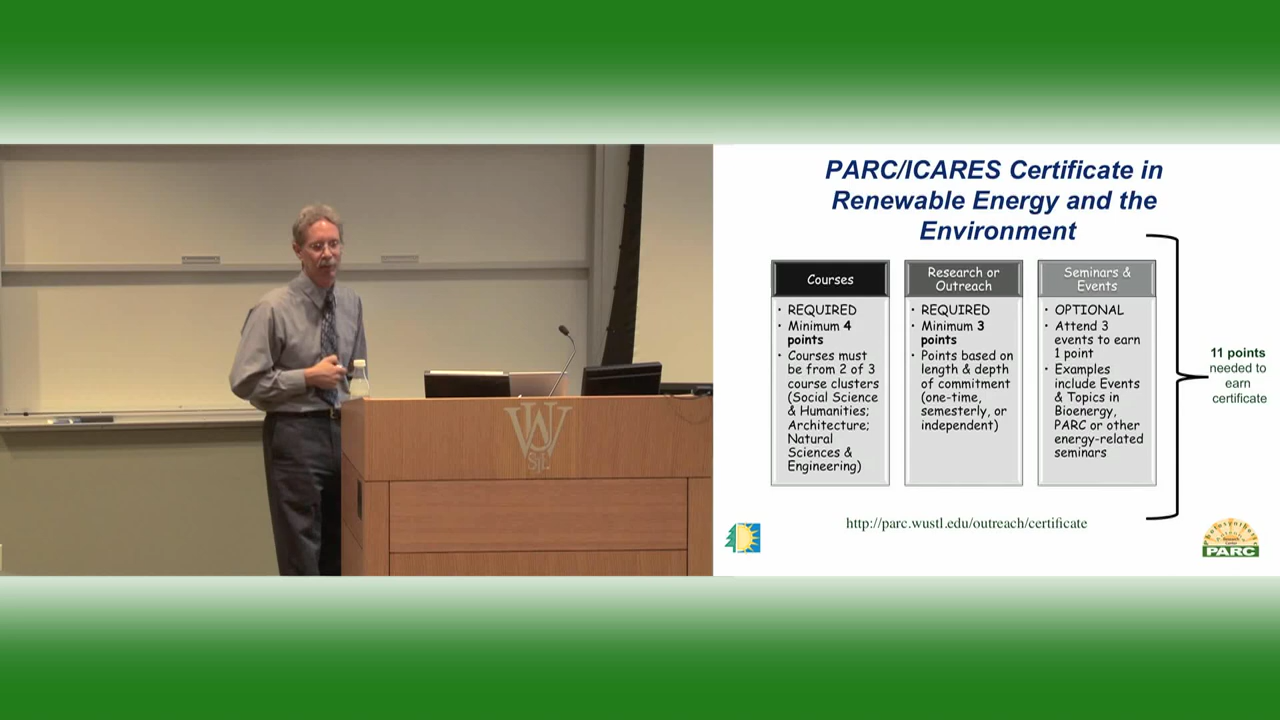 PARC/ICARES Certificate in
Renewable Energy and the
Environment
Courses
• REQUIRED
• Minimum 4
points
• Courses must
be from 2 of 3
course clusters
(Social Science
& Humanities;
Architecture;
Natural
Sciences &
Engineering)
Research or
Outreach
• REQUIRED
• Minimum 3
points
• Points based on
length & depth
of commitment
(one-time,
semesterly, or
independent)
Seminars &
Events
• OPTIONAL
• Attend 3
events to earn
1 point
• Examples
include Events
& Topics in
Bioenergy,
PARC or other
energy-related
seminars
11 points
needed to
earn
certificate
http://parc.wustl.edu/outreach/certificate
PARC
WU
StL